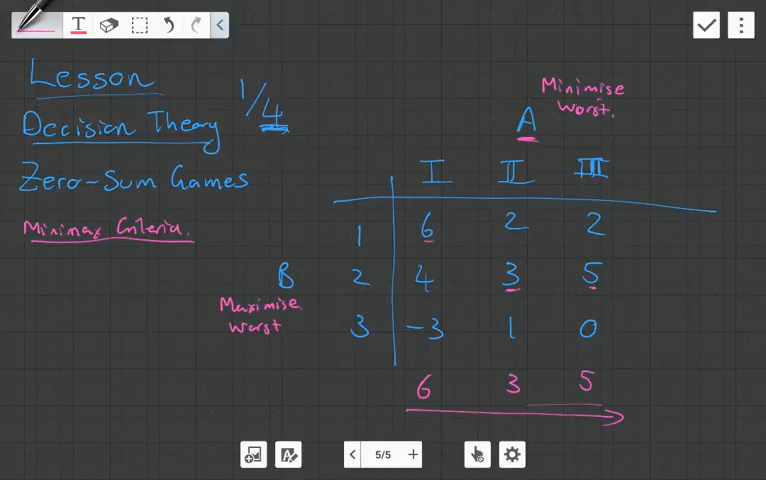 T
Lesson
1/4
Minimise
Worst.
Decision Theory
A
Zero-Sum Games
I II III
Minimax Criteria.
1 6 2 2
B 2 4 3 5
Maximise
Worst
3 -3 1 0
6 3 5
A 5/5